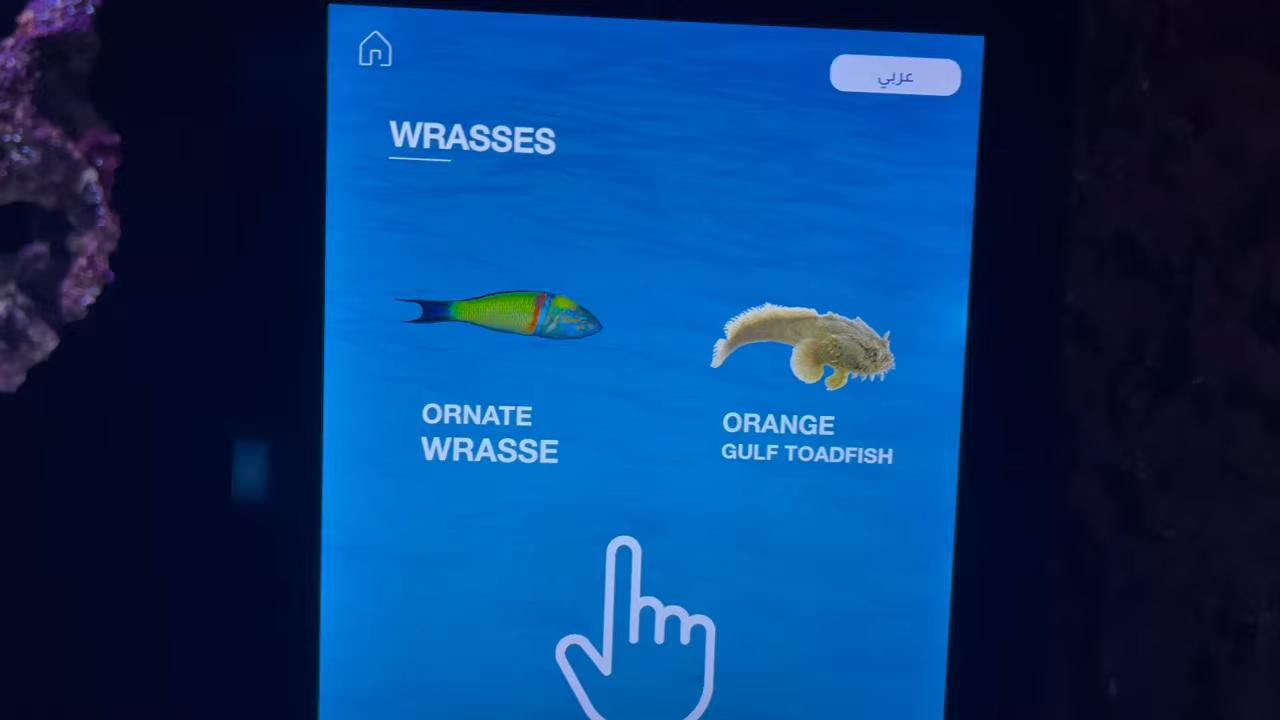 عربي
WRASSES
ORNATE
WRASSE
ORANGE
GULF TOADFISH